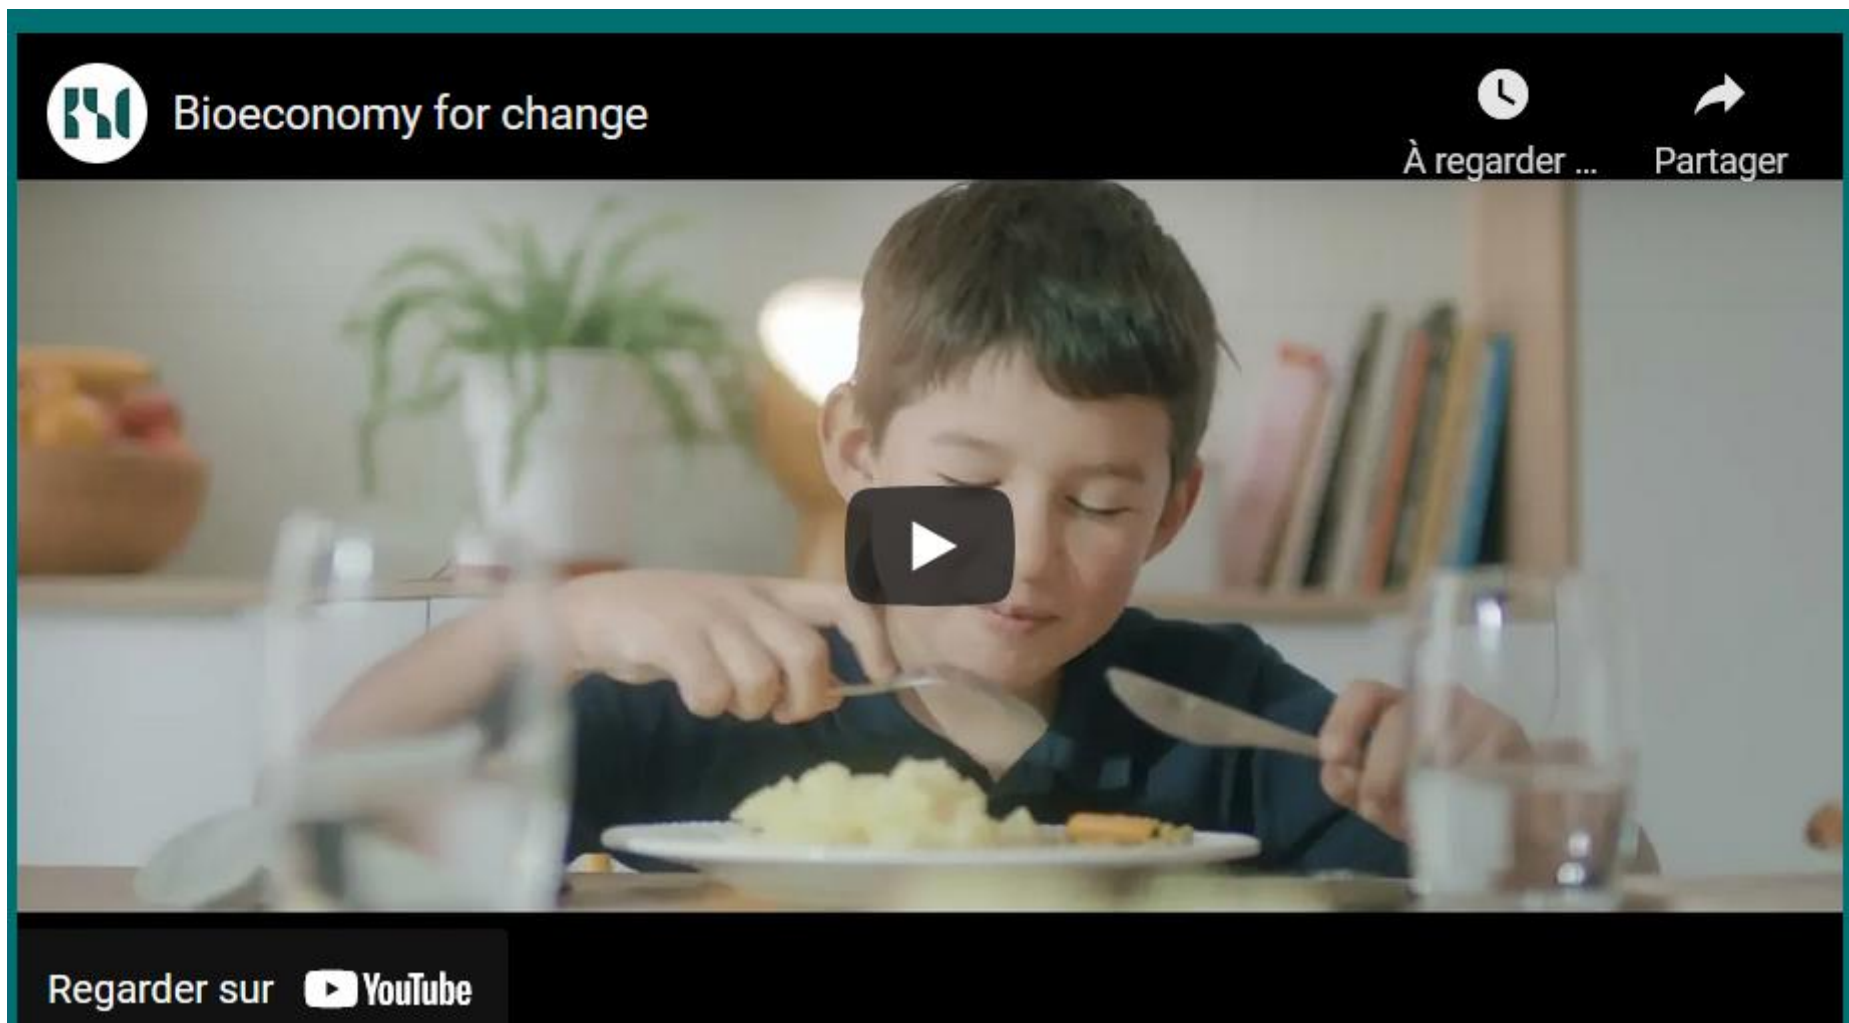 Bioeconomy for change
À regarder ...
Partager
Regarder sur YouTube